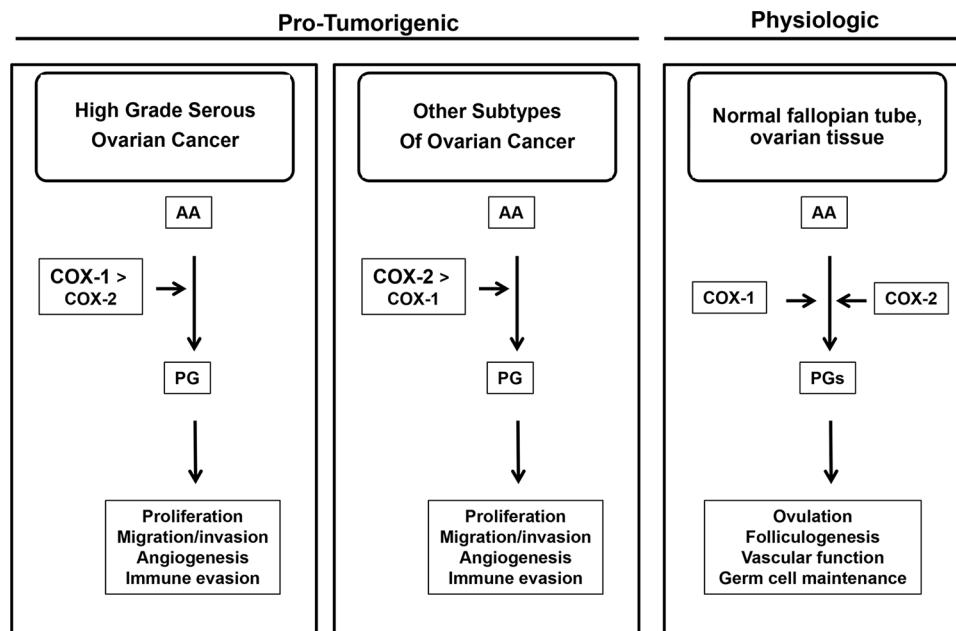 Pro-Tumorigenic
Physiologic
High Grade Serous
Ovarian Cancer
AA
COX-1 >
COX-2
PG
Proliferation
Migration/invasion
Angiogenesis
Immune evasion
Other Subtypes
Of Ovarian Cancer
AA
COX-2 >
COX-1
PG
Proliferation
Migration/invasion
Angiogenesis
Immune evasion
Normal fallopian tube,
ovarian tissue
AA
COX-1
COX-2
PGs
Ovulation
Folliculogenesis
Vascular function
Germ cell maintenance